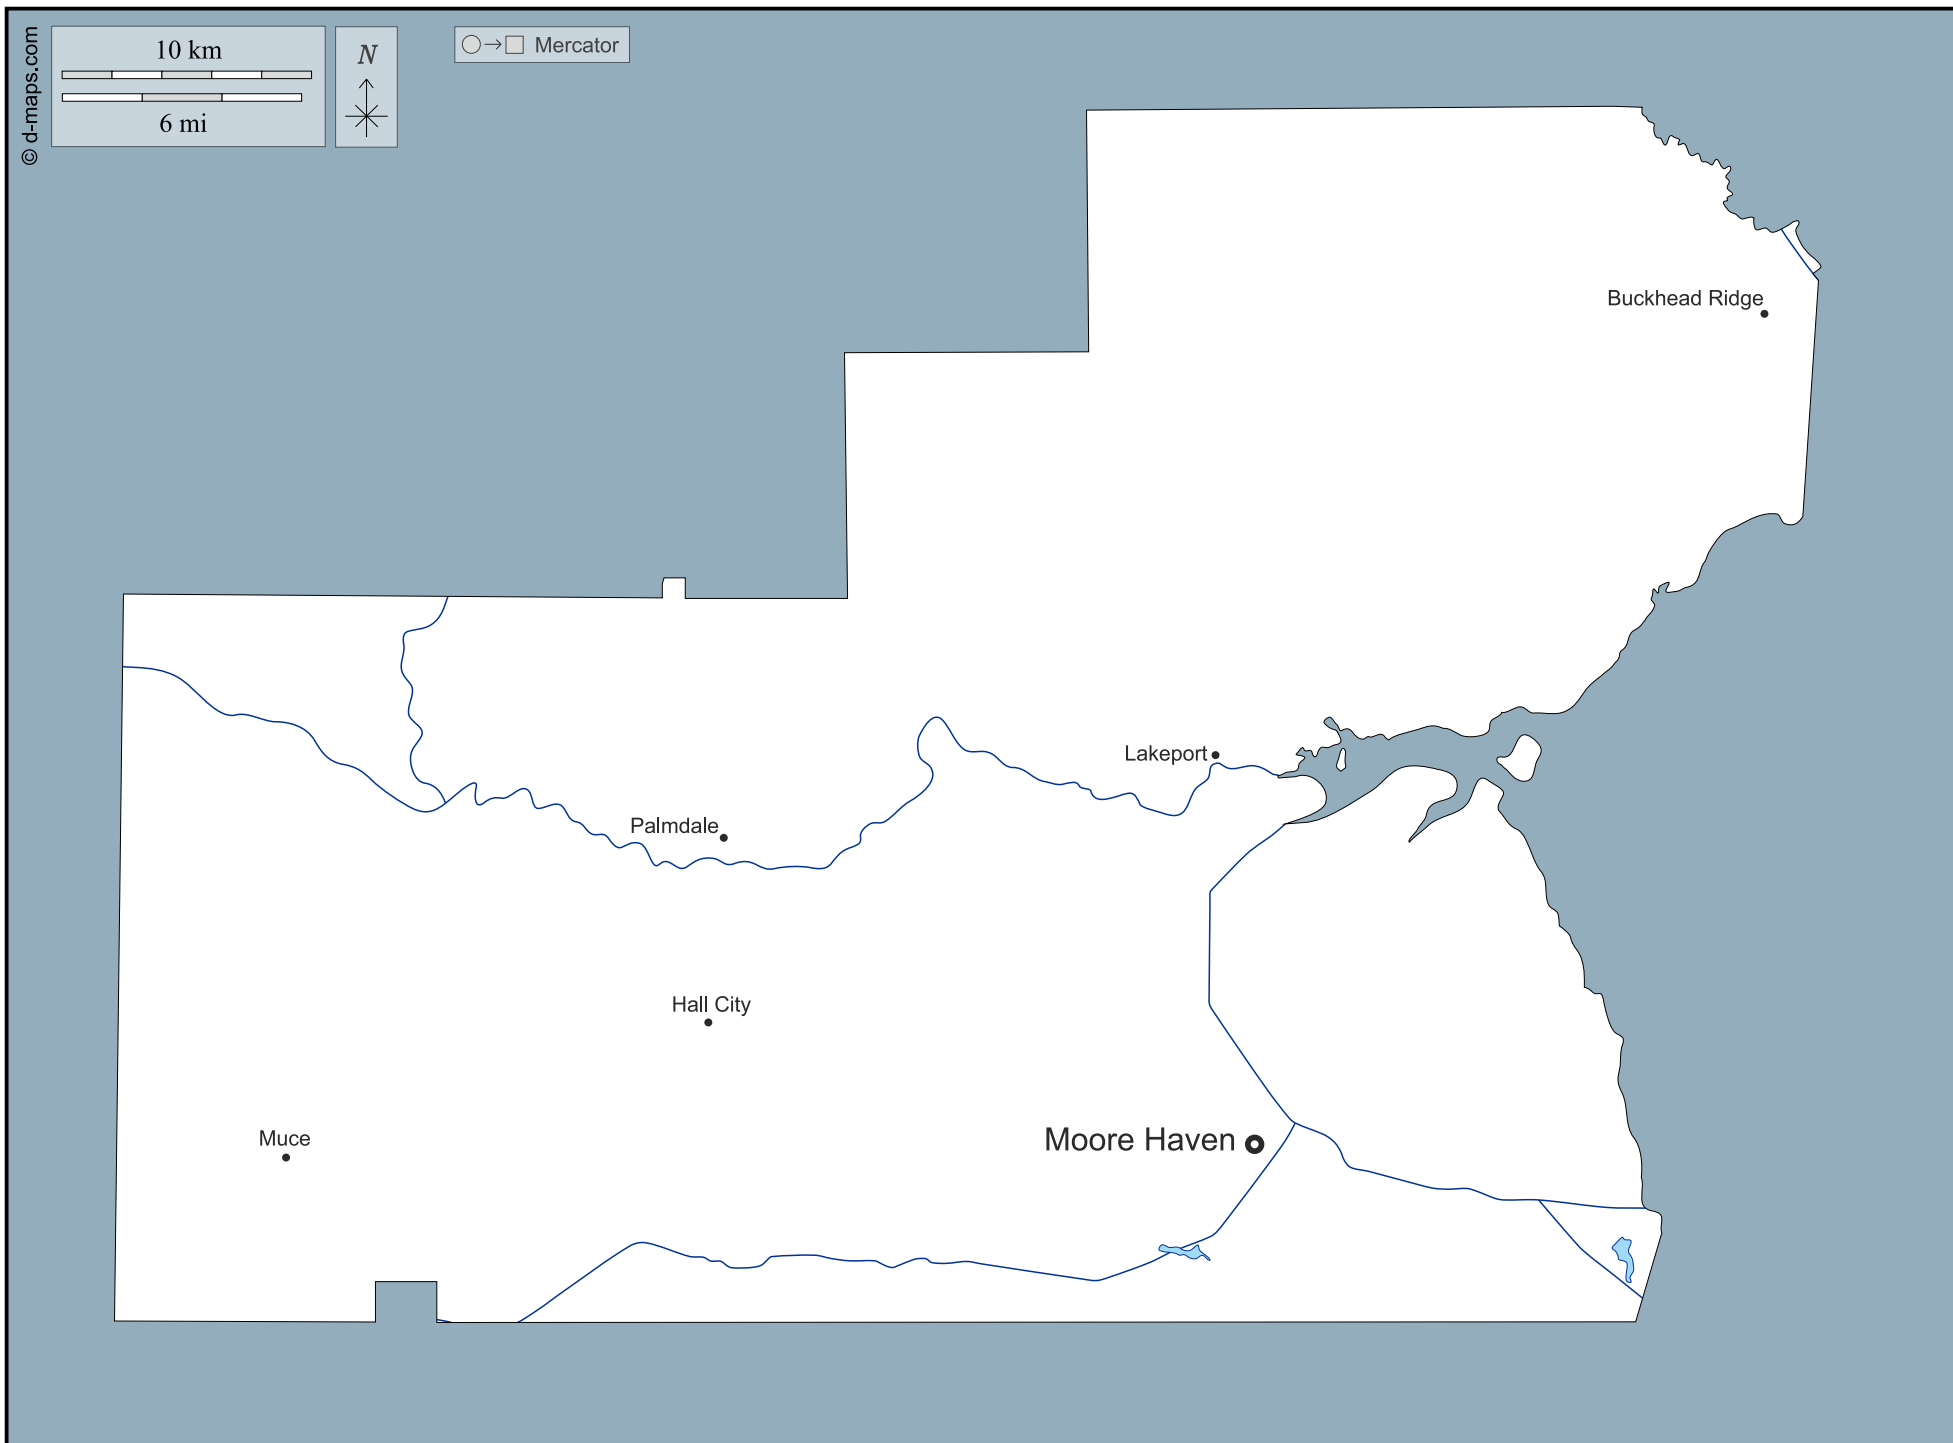 © d-maps.com
10 km
6 mi
N
Mercator
Buckhead Ridge
Lakeport
Palmdale
Hall City
Muce
Moore Haven